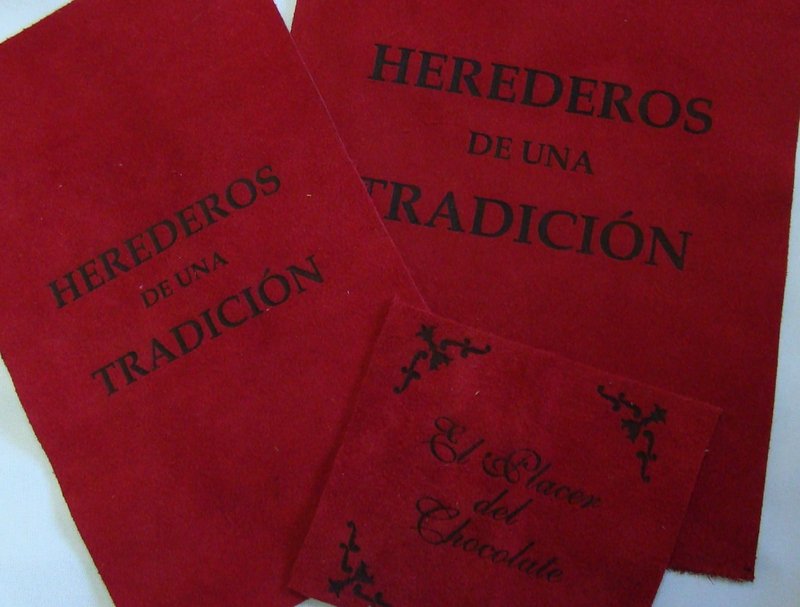 HEREDEROS
DE UNA
TRADICIÓN
HEREDEROS
DE UNA
TRADICIÓN
El Placer
del
Chocolate